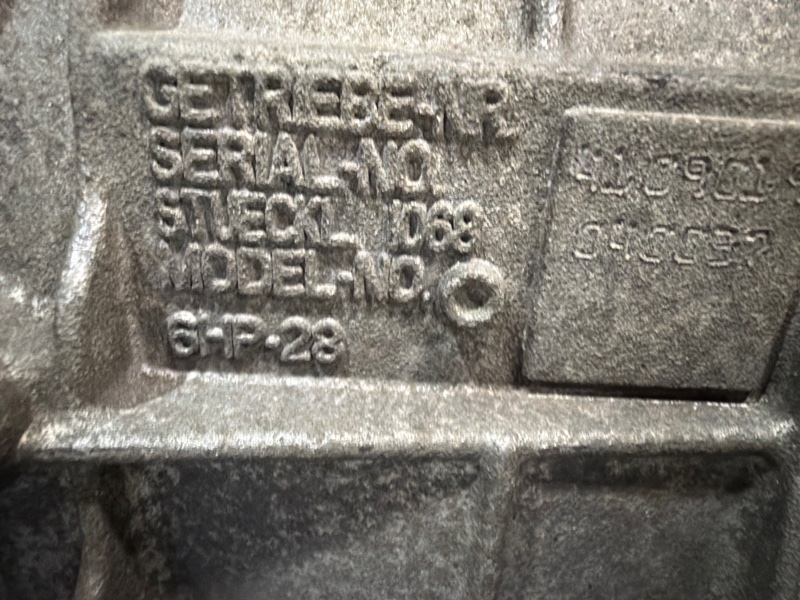 GETRIEBE-NR.
SERIAL-NO.
STUECKL. 1068
MODEL-NO.
6HP-28